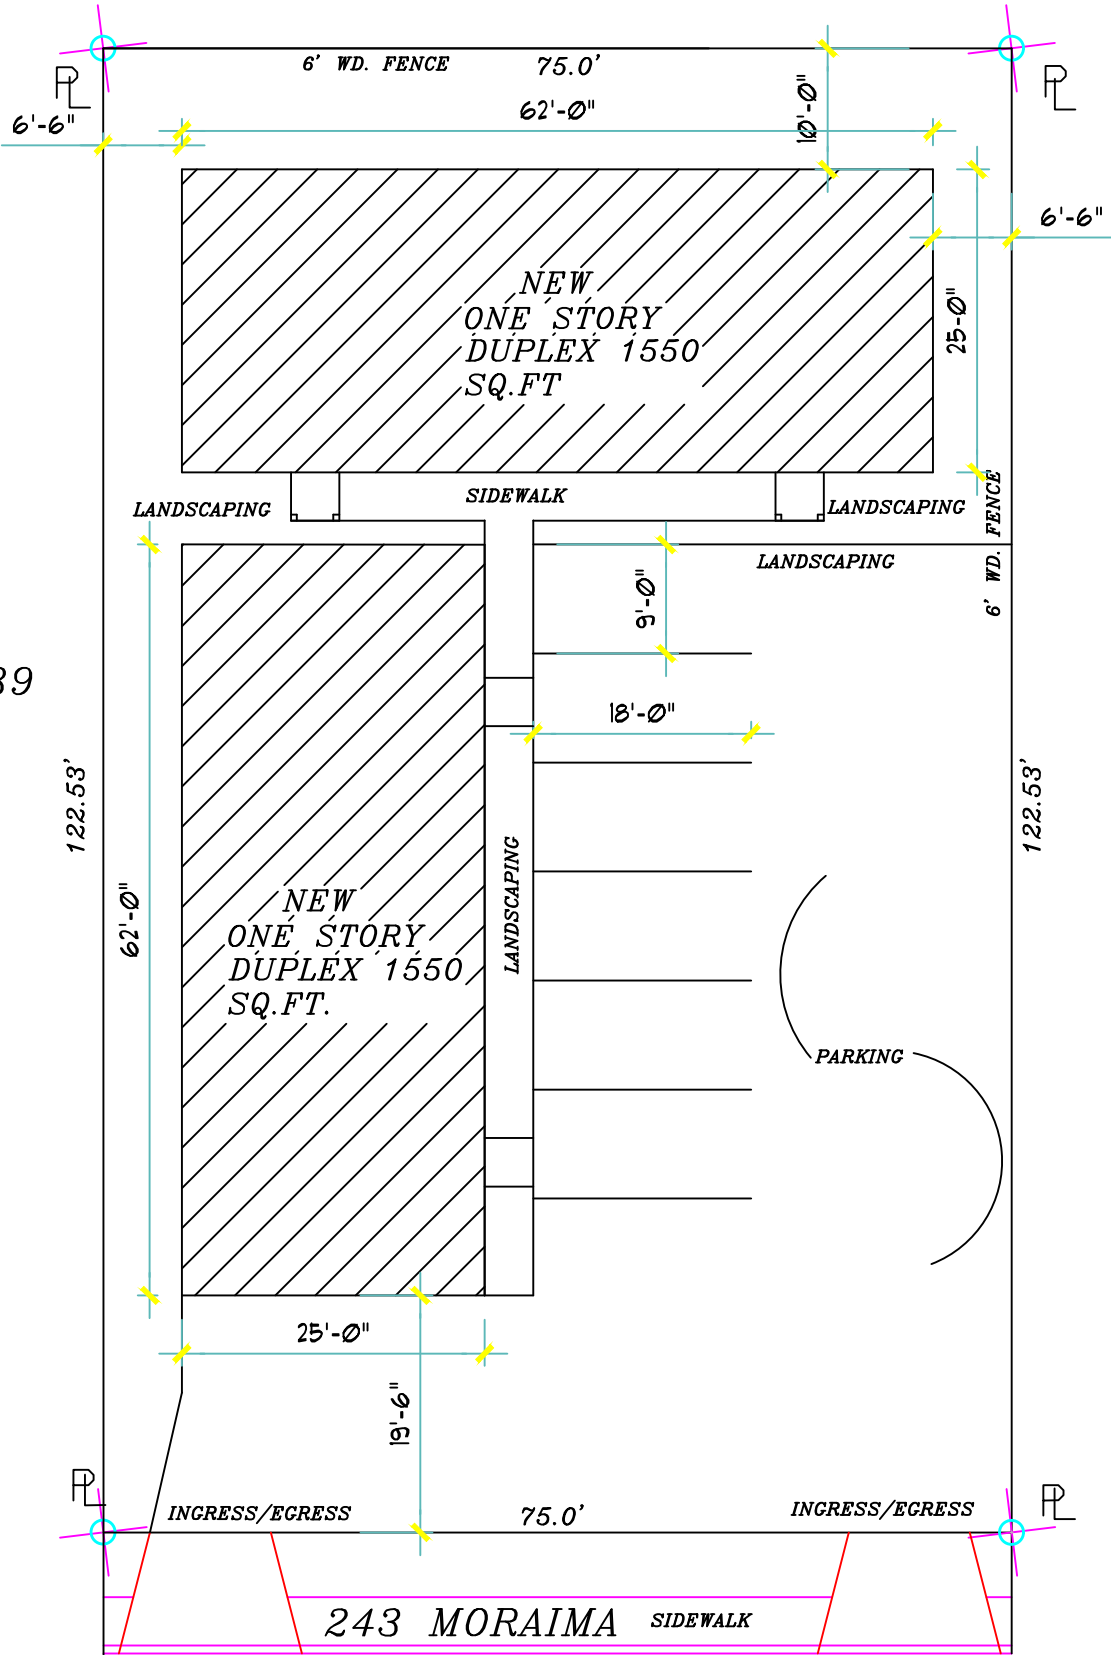 6' WD. FENCE
75.0'
PL
PL
6'-6"
62'-0"
10'-0"
6'-6"
NEW
ONE STORY
DUPLEX 1550
SQ.FT
25-0"
LANDSCAPING
SIDEWALK
LANDSCAPING
6' WD. FENCE
LANDSCAPING
9'-0"
39
18'-0"
122.53'
122.53'
62'-0"
LANDSCAPING
NEW
ONE STORY
DUPLEX 1550
SQ.FT.
PARKING
25'-0"
19'-6"
PL
PL
INGRESS/EGRESS
75.0'
INGRESS/EGRESS
243 MORAIMA
SIDEWALK